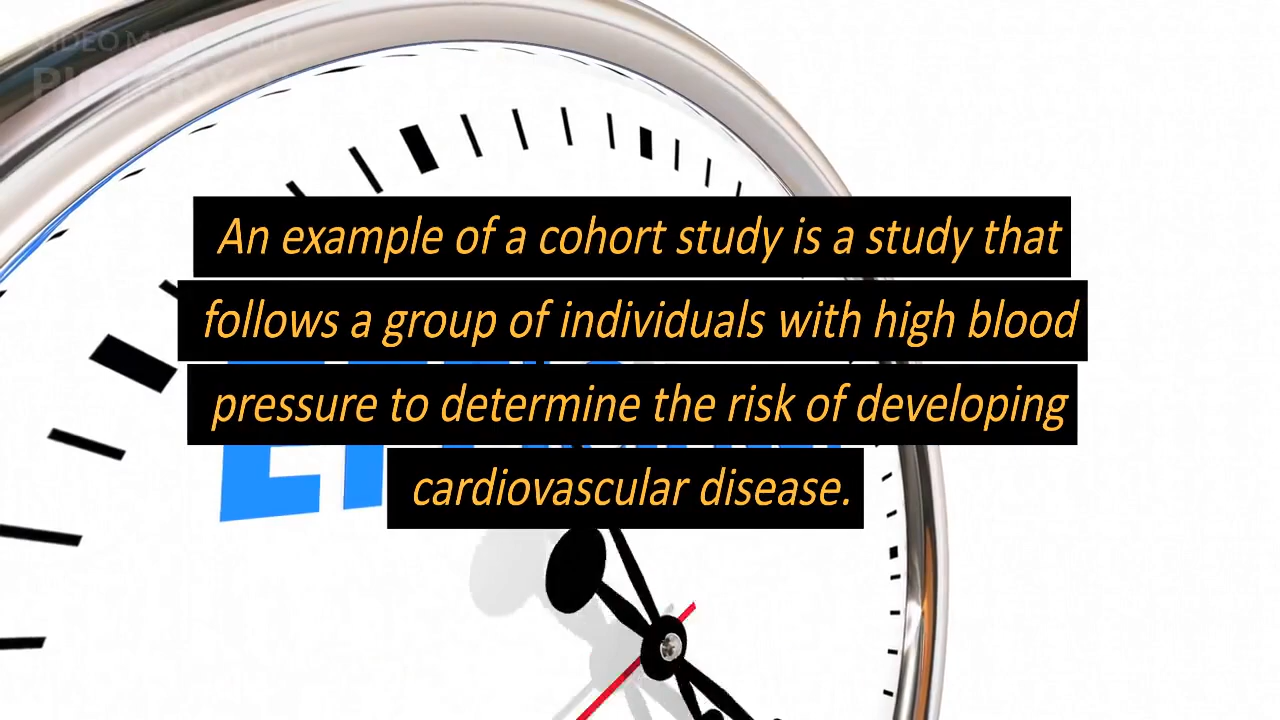 An example of a cohort study is a study that
follows a group of individuals with high blood
pressure to determine the risk of developing
cardiovascular disease.